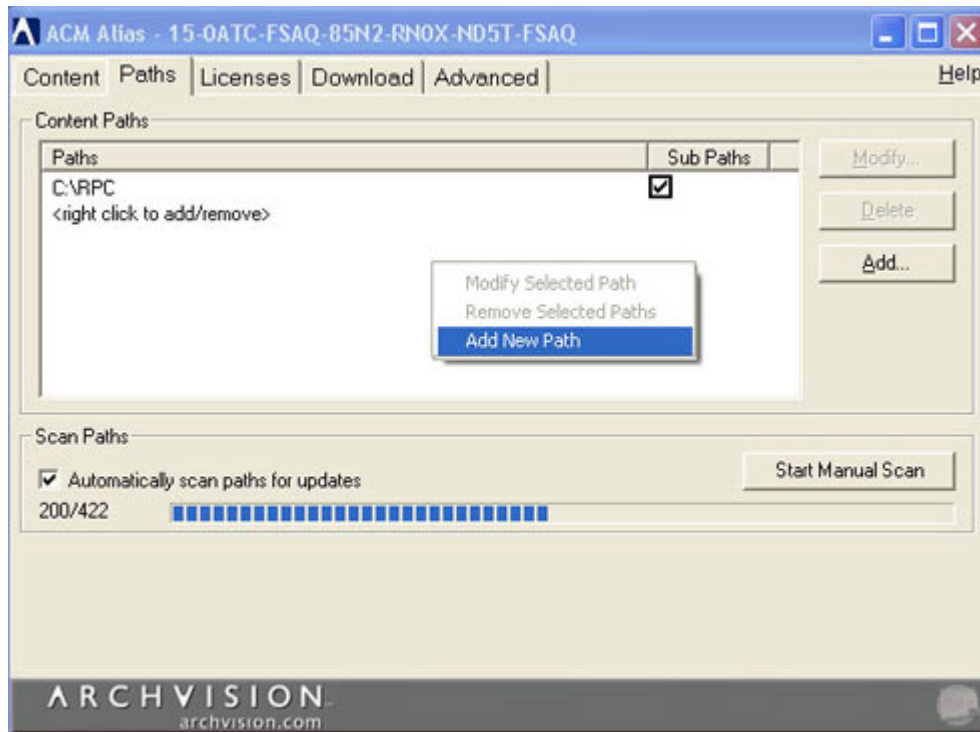 ACM Alias - 15-0ATC-FSAQ-85N2-RN0X-ND5T-FSAQ
Content Paths Licenses Download Advanced Help
Content Paths
Paths Sub Paths
C:\RPC
<right click to add/remove>
Modify...
Delete
Add...
Modify Selected Path
Remove Selected Paths
Add New Path
Scan Paths
Automatically scan paths for updates
Start Manual Scan
200/422
ARCHVISION
archvision.com